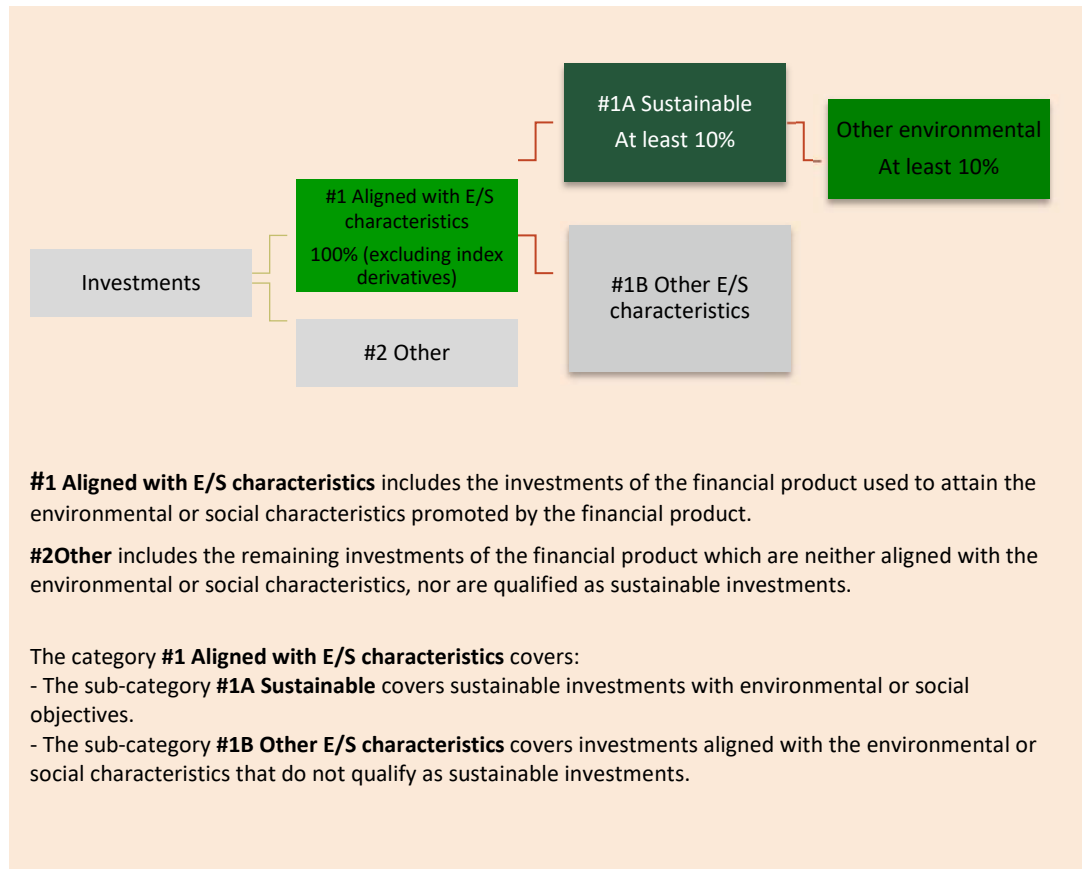 #1A Sustainable
At least 10%
Other environmental
At least 10%
#1 Aligned with E/S
characteristics
100% (excluding index
derivatives)
Investments
#1B Other E/S
characteristics
#2 Other
#1 Aligned with E/S characteristics includes the investments of the financial product used to attain the
environmental or social characteristics promoted by the financial product.
#2Other includes the remaining investments of the financial product which are neither aligned with the
environmental or social characteristics, nor are qualified as sustainable investments.
The category #1 Aligned with E/S characteristics covers:
- The sub-category #1A Sustainable covers sustainable investments with environmental or social
objectives.
- The sub-category #1B Other E/S characteristics covers investments aligned with the environmental or
social characteristics that do not qualify as sustainable investments.